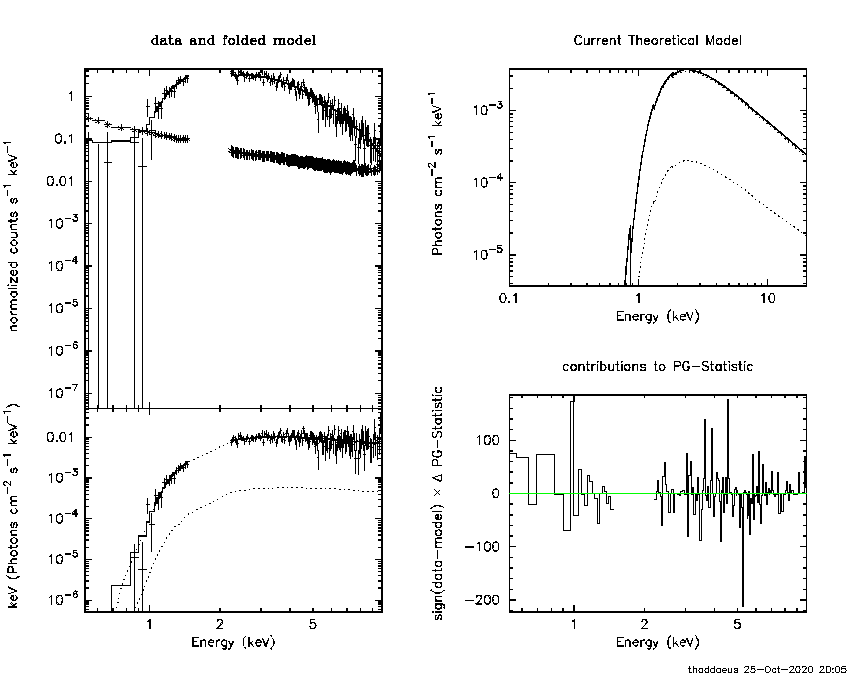 data and folded model
normalized counts s⁻¹ keV⁻¹
1
0.1
0.01
10⁻³
10⁻⁴
10⁻⁵
10⁻⁶
10⁻⁷
keV (Photons cm⁻² s⁻¹ keV⁻¹)
0.01
10⁻³
10⁻⁴
10⁻⁵
10⁻⁶
1 2 5
Energy (keV)
Current Theoretical Model
Photons cm⁻² s⁻¹ keV⁻¹
10⁻³
10⁻⁴
10⁻⁵
0.1 1 10
Energy (keV)
contributions to PG−Statistic
sign(data−model) × Δ PG−Statistic
100
0
−100
−200
1 2 5
Energy (keV)
thaddaeus 25−Oct−2020 20:05